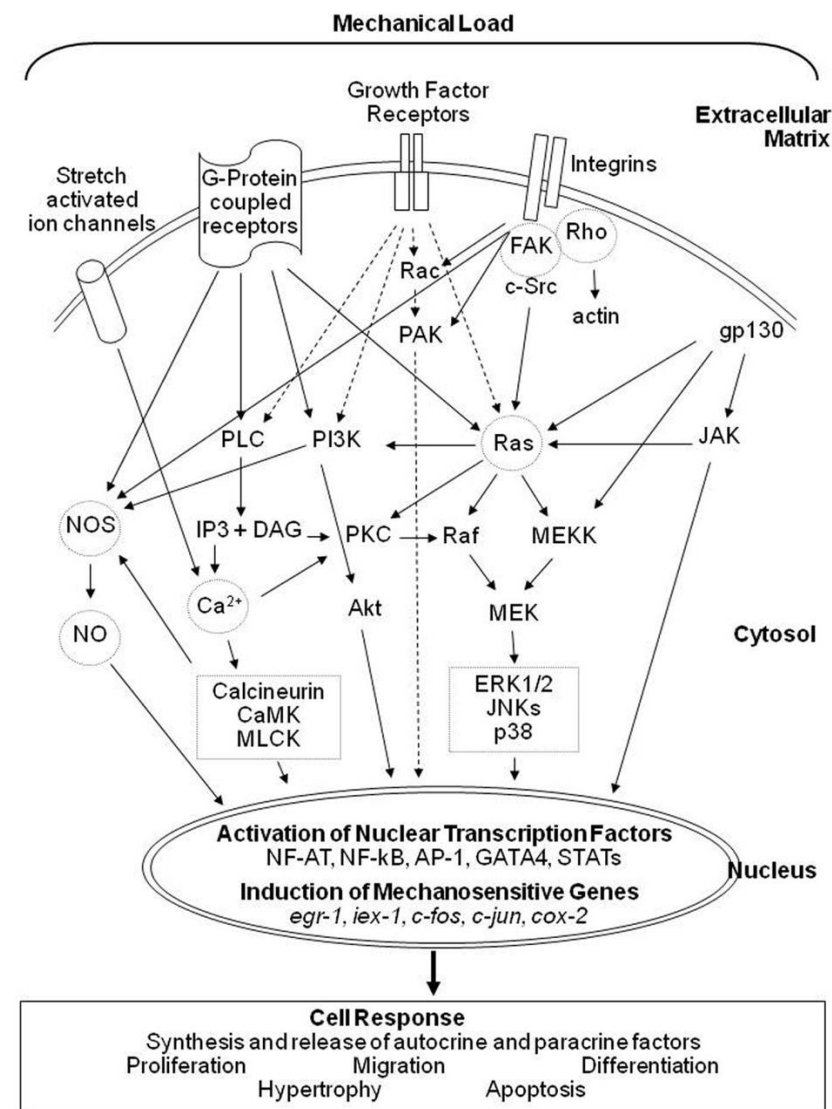 Mechanical Load
Growth Factor
Receptors
Extracellular
Matrix
Integrins
Stretch
activated
ion channels
G-Protein
coupled
receptors
FAK
Rho
Rac
c-Src
actin
PAK
gp130
PLC
PI3K
Ras
JAK
NOS
IP3 + DAG
PKC
Raf
MEKK
Ca²⁺
Akt
MEK
NO
Cytosol
Calcineurin
CaMK
MLCK
ERK1/2
JNKs
p38
Activation of Nuclear Transcription Factors
NF-AT, NF-kB, AP-1, GATA4, STATs
Nucleus
Induction of Mechanosensitive Genes
egr-1, iex-1, c-fos, c-jun, cox-2
Cell Response
Synthesis and release of autocrine and paracrine factors
Proliferation Migration Differentiation
Hypertrophy Apoptosis